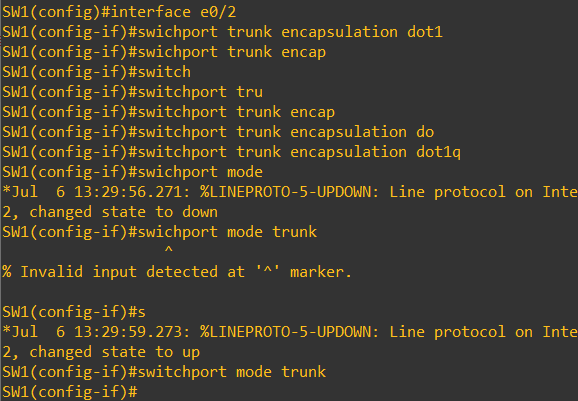 SW1(config)#interface e0/2
SW1(config-if)#swichport trunk encapsulation dot1
SW1(config-if)#swichport trunk encap
SW1(config-if)#switch
SW1(config-if)#switchport tru
SW1(config-if)#switchport trunk encap
SW1(config-if)#switchport trunk encapsulation do
SW1(config-if)#switchport trunk encapsulation dot1q
SW1(config-if)#swichport mode
*Jul  6 13:29:56.271: %LINEPROTO-5-UPDOWN: Line protocol on Inte
2, changed state to down
SW1(config-if)#swichport mode trunk
^
% Invalid input detected at '^' marker.
SW1(config-if)#s
*Jul  6 13:29:59.273: %LINEPROTO-5-UPDOWN: Line protocol on Inte
2, changed state to up
SW1(config-if)#switchport mode trunk
SW1(config-if)#